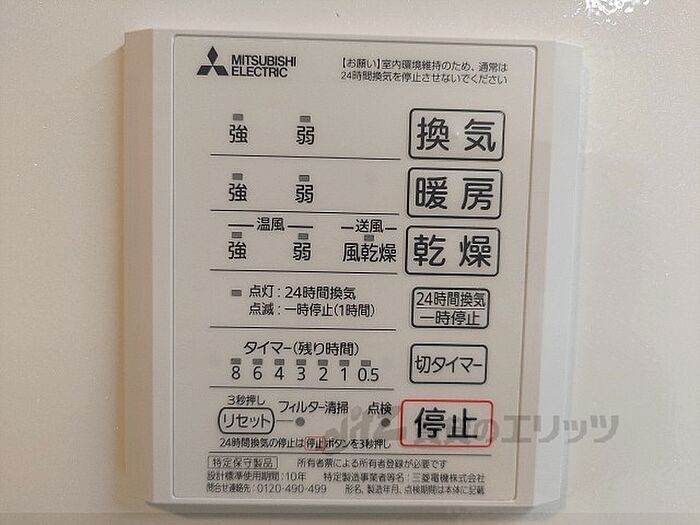 MITSUBISHI
ELECTRIC
【お願い】室内環境維持のため、通常は
24時間換気を停止させないでください
強 弱 換気
強 弱 暖房
温風 送風
強 弱 風乾燥 乾燥
点灯：24時間換気
点滅：一時停止(1時間)
24時間換気
一時停止
タイマー(残り時間)
8 6 4 3 2 1 0.5
切タイマー
3秒押し
リセット フィルター清掃 点検
停止
24時間換気の停止は停止ボタンを3秒押し
特定保守製品 所有者票による所有者登録が必要です
設計標準使用期間：10年 特定製造事業者等名：三菱電機株式会社
問合せ連絡先：0120-490-499 形名、製造年月、点検期間は本体に記載
賃貸のエリッツ